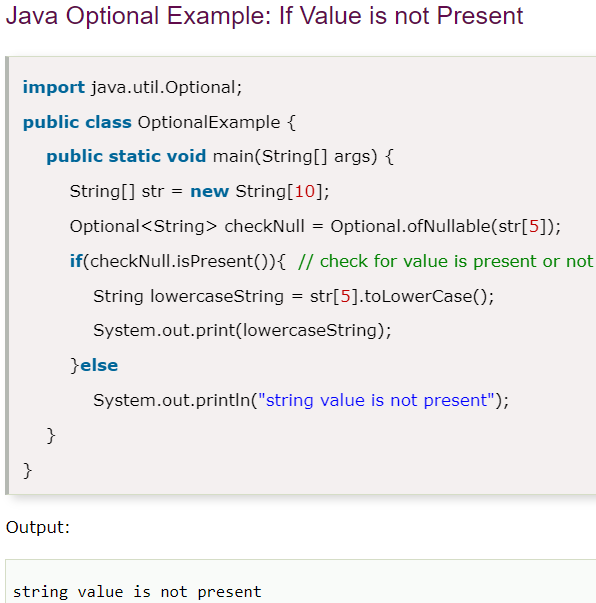 Java Optional Example: If Value is not Present
import java.util.Optional;
public class OptionalExample {
public static void main(String[] args) {
String[] str = new String[10];
Optional<String> checkNull = Optional.ofNullable(str[5]);
if(checkNull.isPresent()){  // check for value is present or not
String lowercaseString = str[5].toLowerCase();
System.out.print(lowercaseString);
}else
System.out.println("string value is not present");
}
}
Output:
string value is not present